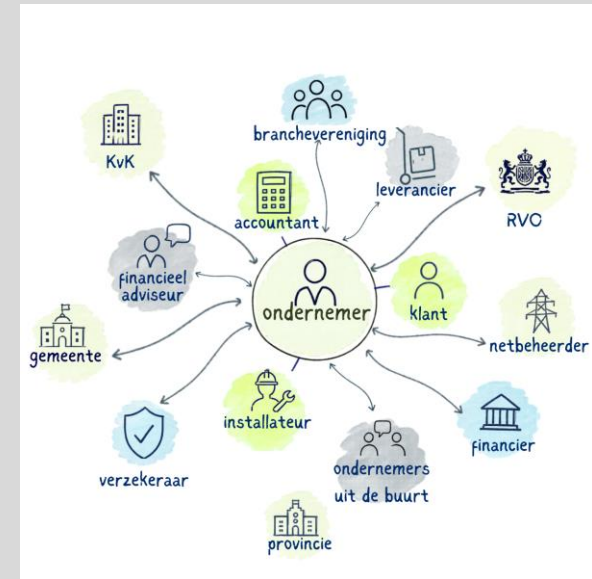 branchevereniging
KvK
leverancier
RVO
accountant
financieel
adviseur
ondernemer
klant
gemeente
netbeheerder
installateur
financier
verzekeraar
ondernemers
uit de buurt
provincie